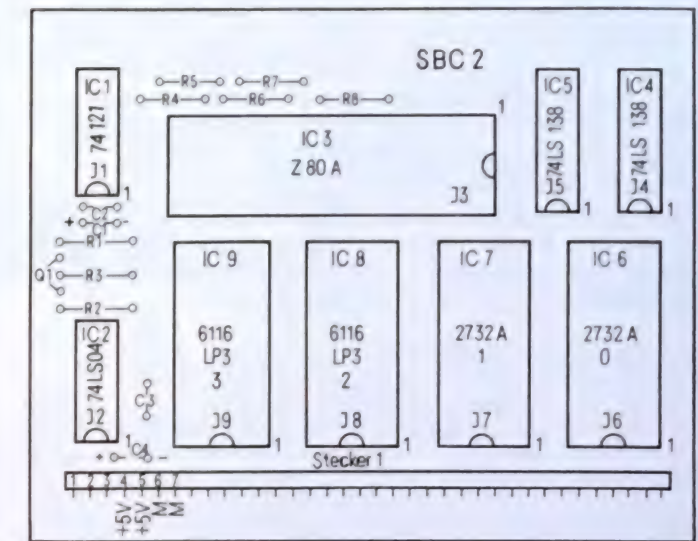 SBC 2
R5
R7
R4
R6
R8
IC1
74121
J1
1
IC 3
Z 80 A
J3
1
IC5
74LS 138
J5
1
IC4
74LS 138
J4
1
C2
+ C1 -
R1
Q1
R3
R2
IC2
74LS04
J2
1
C3
+ C4 -
IC 9
6116
LP3
3
J9
1
IC 8
6116
LP3
2
J8
1
IC 7
2732 A
1
J7
1
IC 6
2732 A
0
J6
1
Stecker 1
1 2 3 4 5 6 7
+5V
+5V
M
M